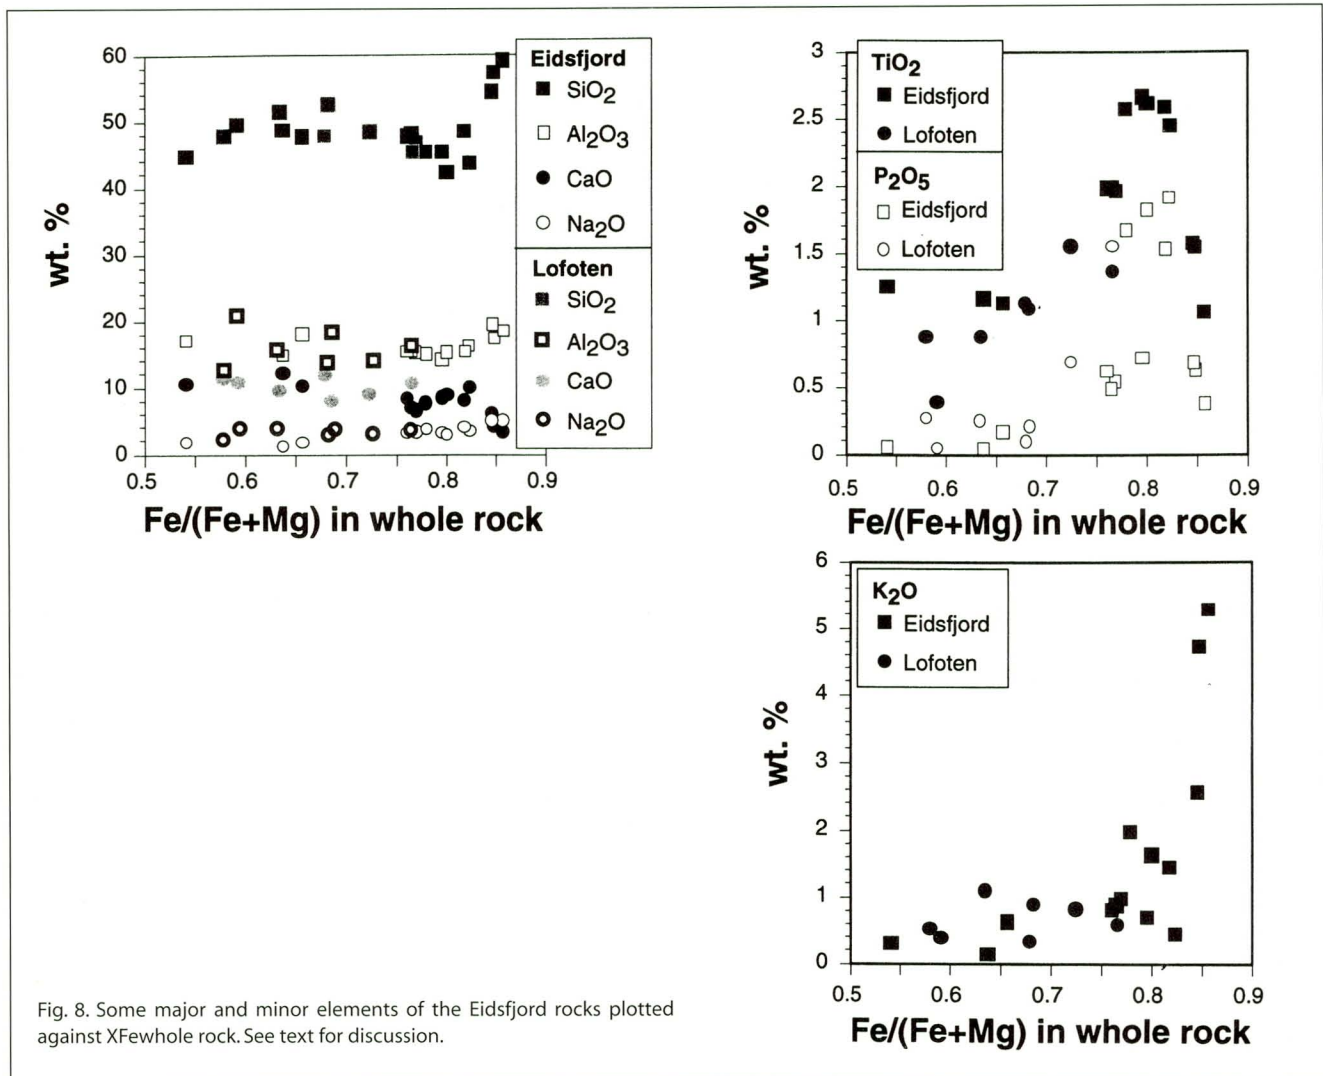 60
50
40
30
20
10
0
wt. %
0.5 0.6 0.7 0.8 0.9
Fe/(Fe+Mg) in whole rock
Eidsfjord
SiO2
Al2O3
CaO
Na2O
Lofoten
SiO2
Al2O3
CaO
Na2O
3
2.5
2
1.5
1
0.5
0
wt. %
0.5 0.6 0.7 0.8 0.9
Fe/(Fe+Mg) in whole rock
TiO2
Eidsfjord
Lofoten
P2O5
Eidsfjord
Lofoten
6
5
4
3
2
1
0
wt. %
0.5 0.6 0.7 0.8 0.9
Fe/(Fe+Mg) in whole rock
K2O
Eidsfjord
Lofoten
Fig. 8. Some major and minor elements of the Eidsfjord rocks plotted
against XFewhole rock. See text for discussion.